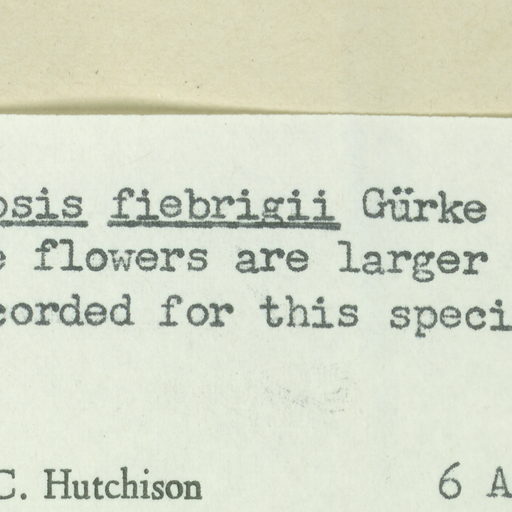 osis fiebrigii Gürke
e flowers are larger
corded for this speci
C. Hutchison 6 A